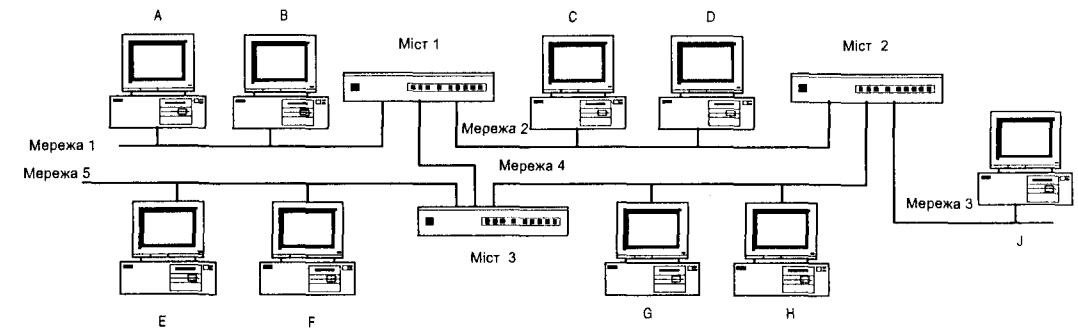 A
B
Міст 1
C
D
Міст 2
Мережа 1
Мережа 2
Мережа 5
Мережа 4
Мережа 3
J
Міст 3
E
F
G
H